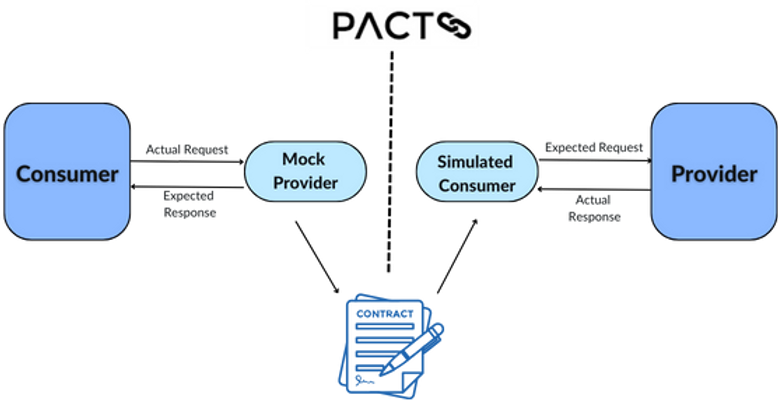 PACT
Consumer
Actual Request
Expected
Response
Mock
Provider
Simulated
Consumer
Expected Request
Actual
Response
Provider
CONTRACT